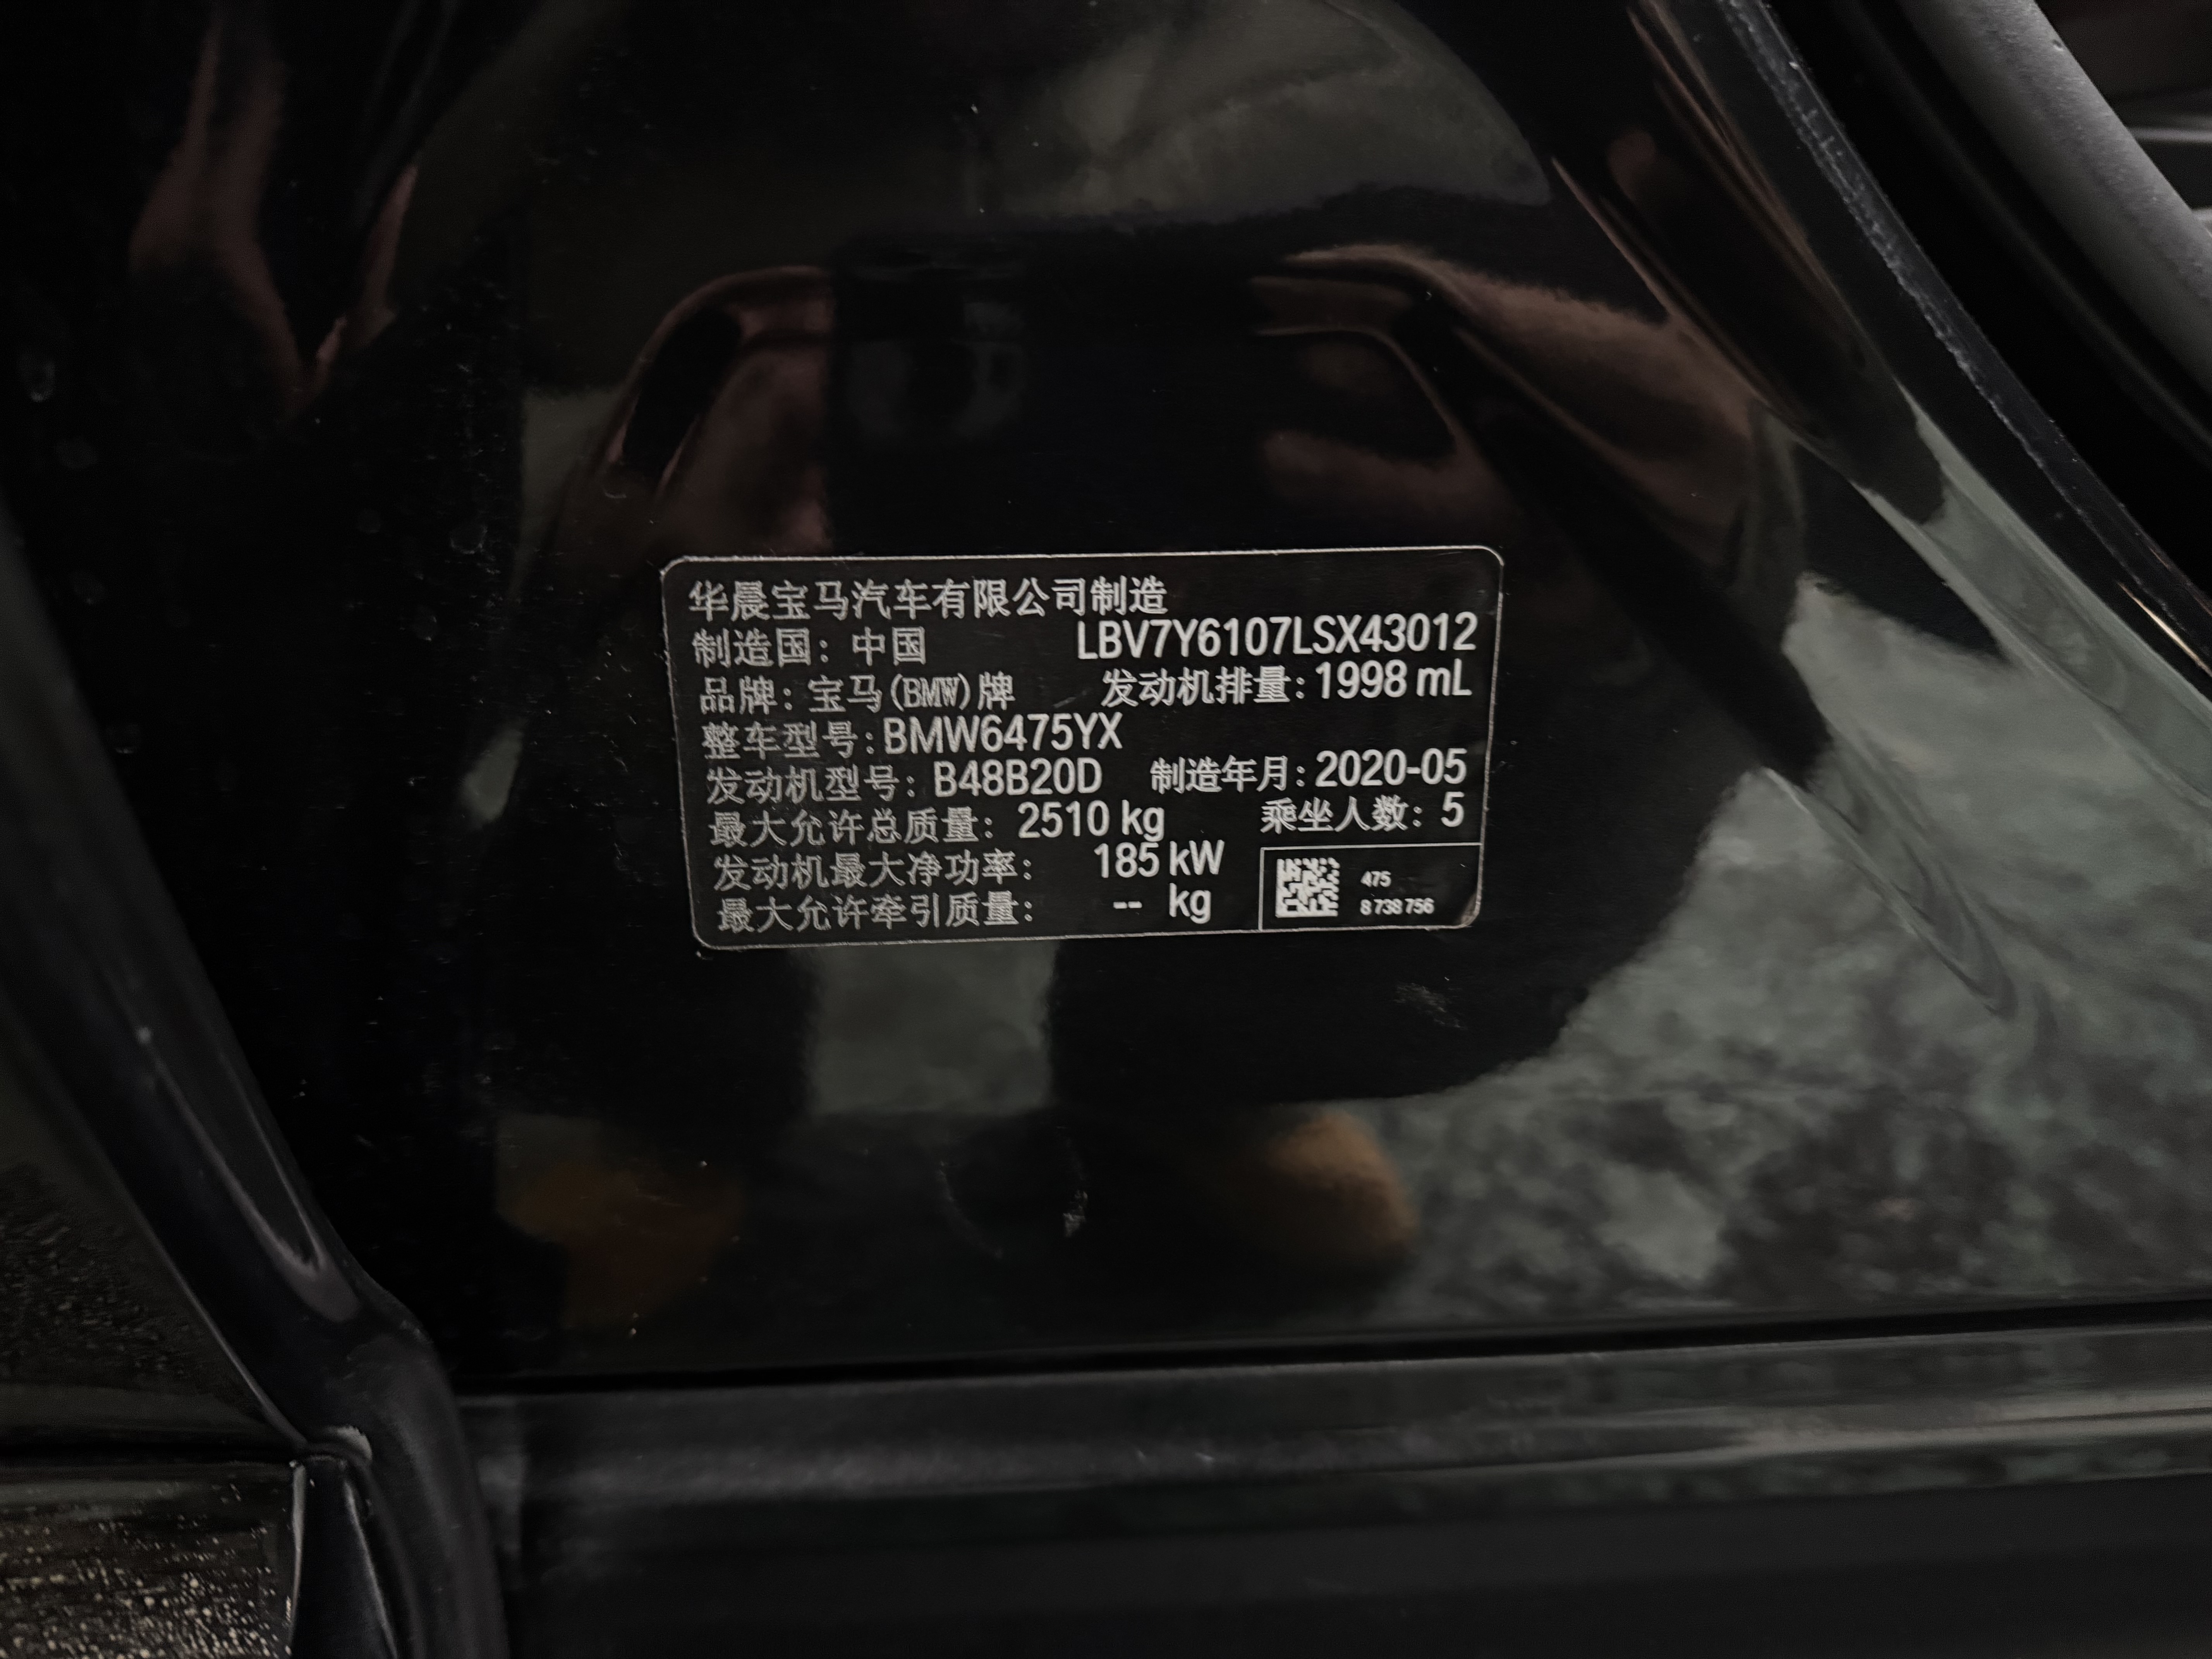 华晨宝马汽车有限公司制造
制造国：中国 LBV7Y6107LSX43012
品牌：宝马(BMW)牌 发动机排量：1998 mL
整车型号：BMW6475YX
发动机型号：B48B20D 制造年月：2020-05
最大允许总质量：2510 kg 乘坐人数：5
发动机最大净功率：185 kW
最大允许牵引质量：-- kg
475
8 738 756